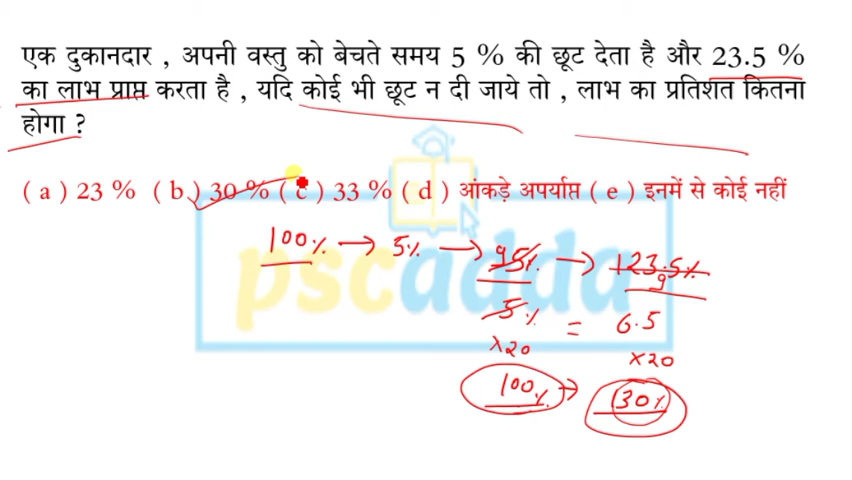 एक दुकानदार , अपनी वस्तु को बेचते समय 5 % की छूट देता है और 23.5 %
का लाभ प्राप्त करता है , यदि कोई भी छूट न दी जाये तो , लाभ का प्रतिशत कितना
होगा ?
( a ) 23 % ( b ) 30 % ( c ) 33 % ( d ) आंकड़े अपर्याप्त ( e ) इनमें से कोई नहीं
100% → 5% → 95% → 123.5%
5% = 6.5
×20 ×20
100% → 130%
pscadda